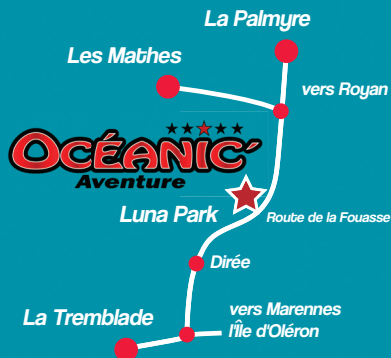 La Palmyre
Les Mathes
vers Royan
OCÉANIC'
Aventure
Luna Park
Route de la Fouasse
Dirée
La Tremblade
vers Marennes
l'Île d'Oléron